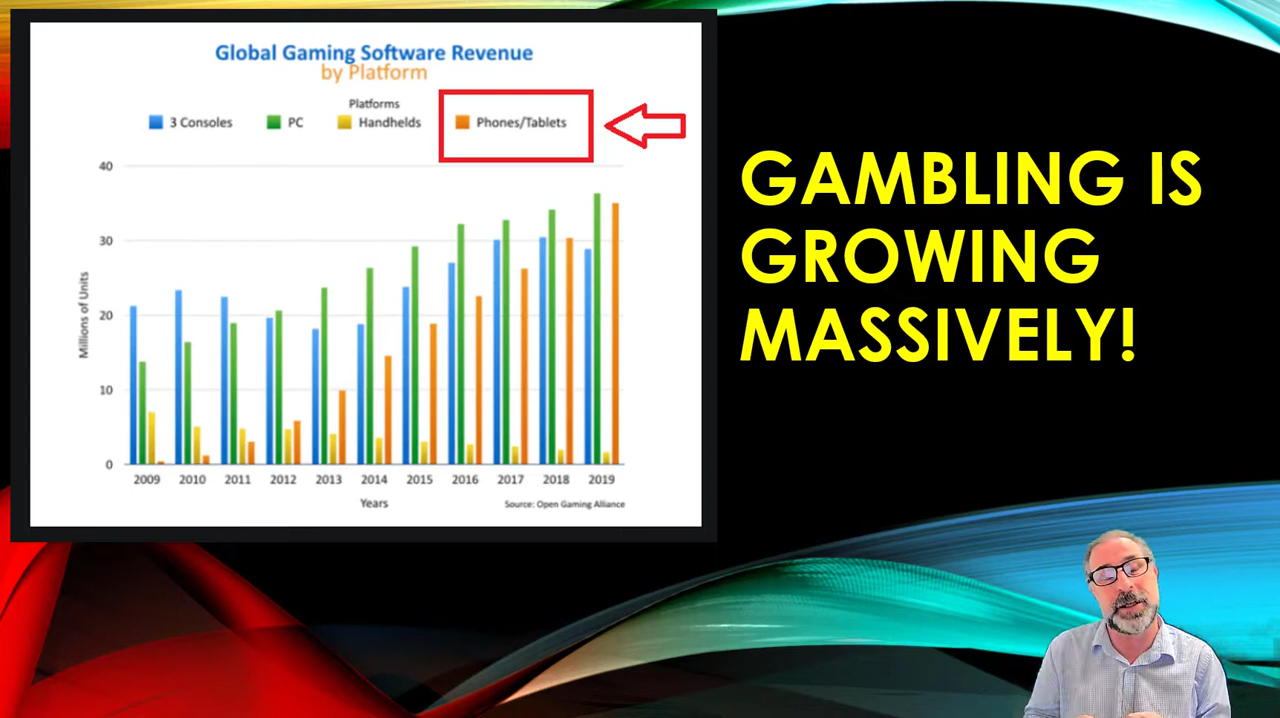 Global Gaming Software Revenue
by Platform
Platforms
3 Consoles PC Handhelds Phones/Tablets
40
30
20
10
0
Millions of Units
2009 2010 2011 2012 2013 2014 2015 2016 2017 2018 2019
Years
Source: Open Gaming Alliance
GAMBLING IS
GROWING
MASSIVELY!